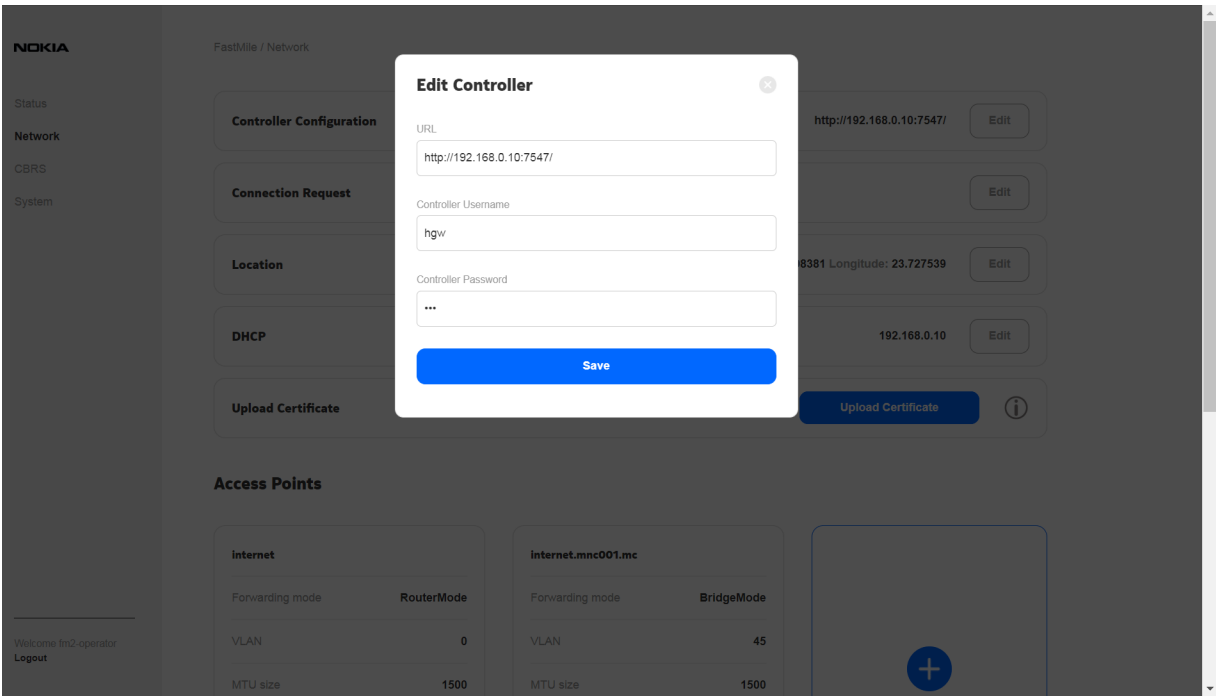 NOKIA
FastMile / Network
Status
Network
CBRS
System
Edit Controller
URL
http://192.168.0.10:7547/
Controller Username
hgw
Controller Password
•••
Save
Controller Configuration http://192.168.0.10:7547/ Edit
Connection Request Edit
Location 8381 Longitude: 23.727539 Edit
DHCP 192.168.0.10 Edit
Upload Certificate Upload Certificate
Access Points
internet
Forwarding mode RouterMode
VLAN 0
MTU size 1500
internet.mnc001.mc
Forwarding mode BridgeMode
VLAN 45
MTU size 1500
Welcome fm2-operator
Logout